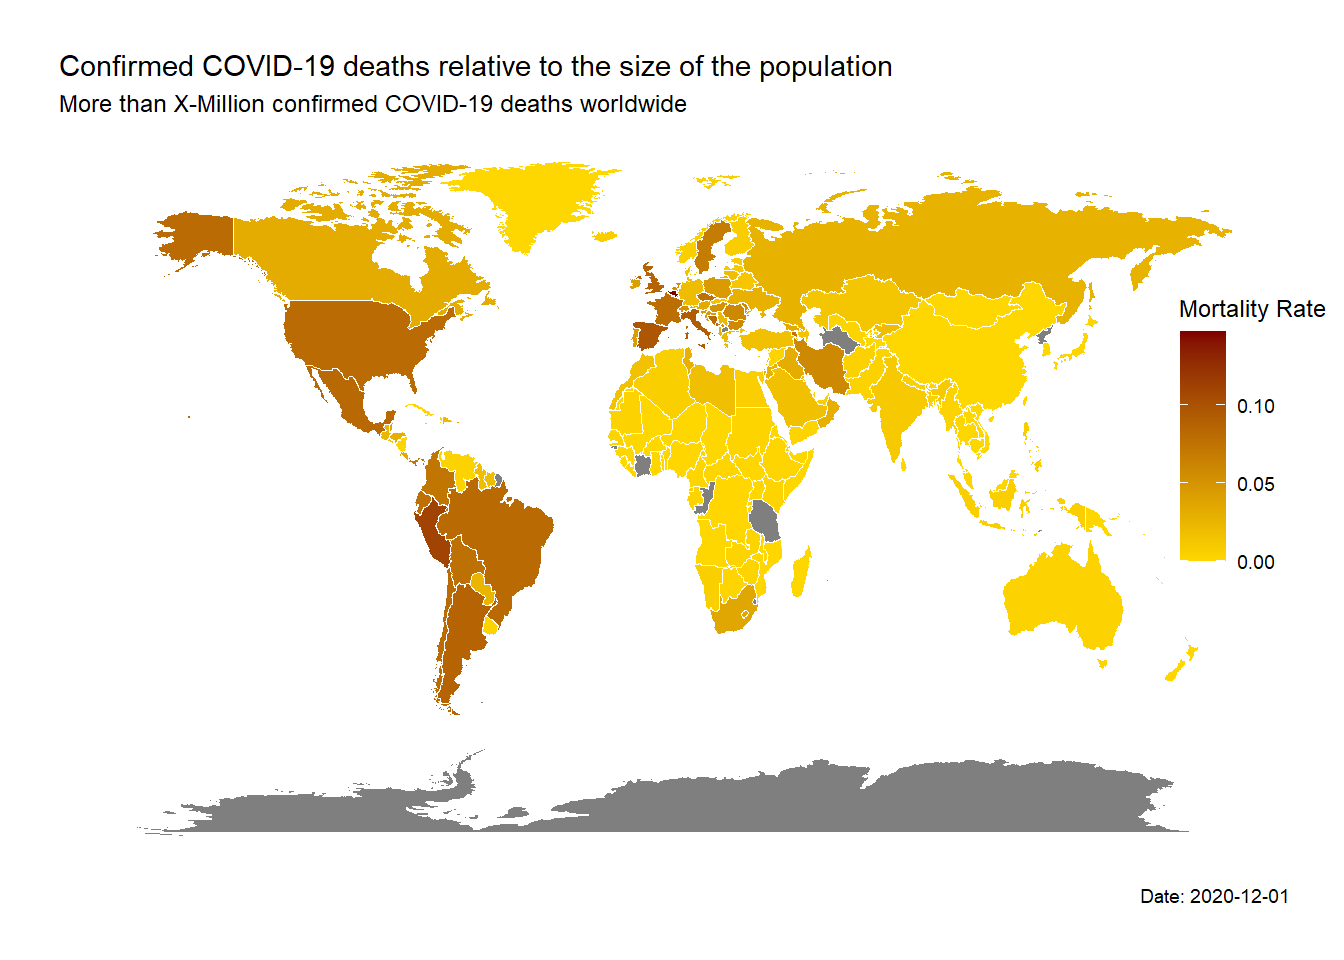 Confirmed COVID-19 deaths relative to the size of the population
More than X-Million confirmed COVID-19 deaths worldwide
Mortality Rate
0.10
0.05
0.00
Date: 2020-12-01